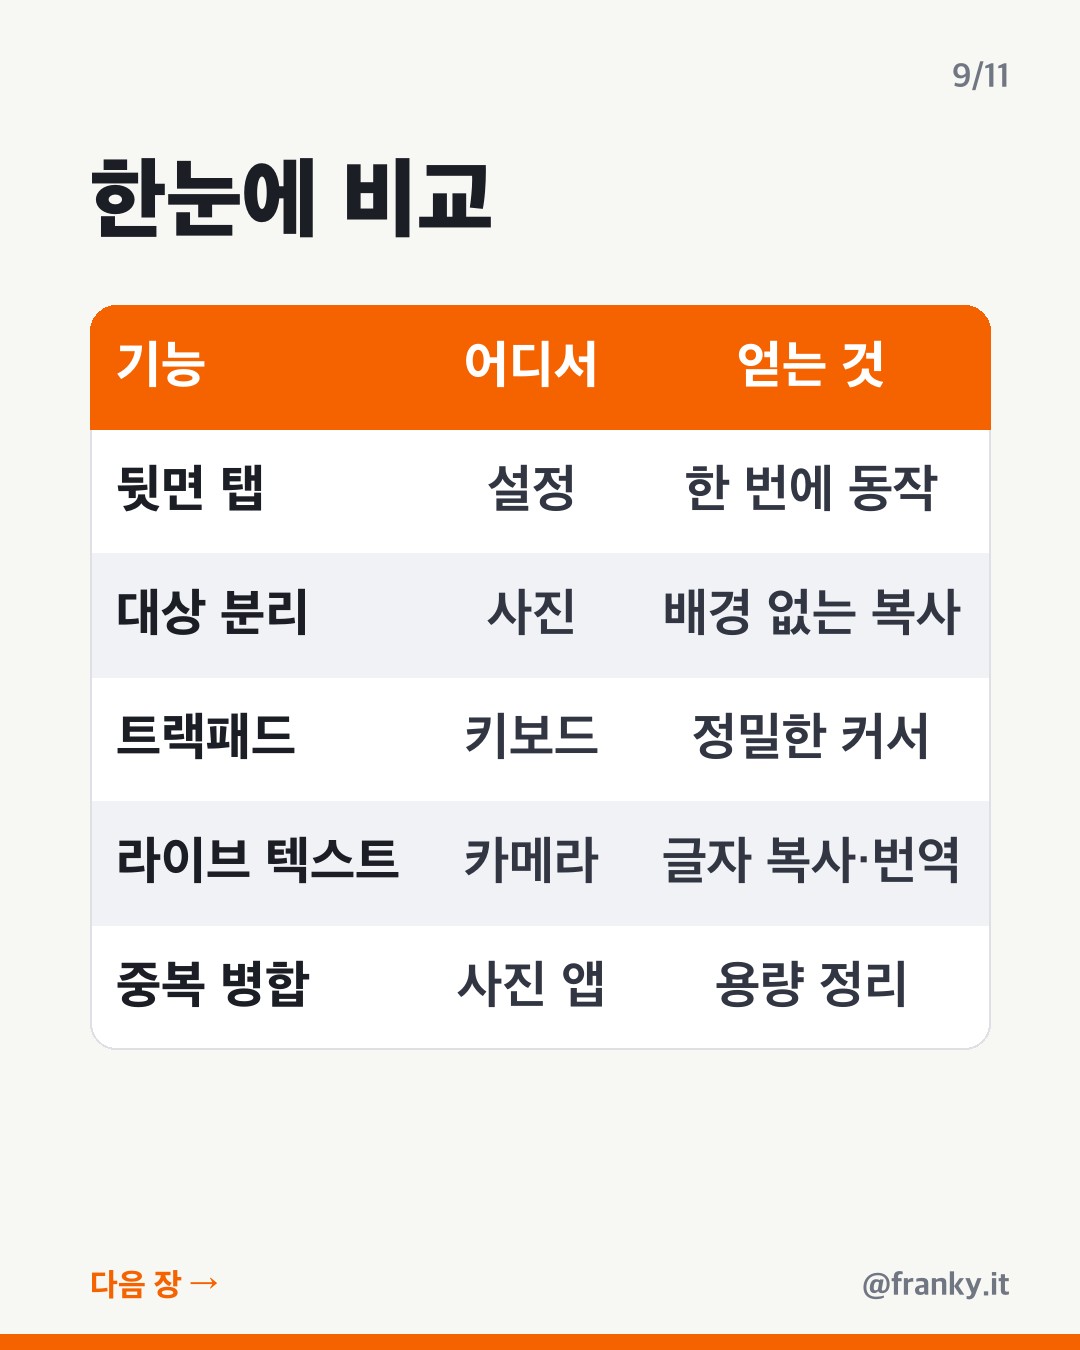 9/11
한눈에 비교
기능 어디서 얻는 것
뒷면 탭 설정 한 번에 동작
대상 분리 사진 배경 없는 복사
트랙패드 키보드 정밀한 커서
라이브 텍스트 카메라 글자 복사·번역
중복 병합 사진 앱 용량 정리
다음 장 → @franky.it